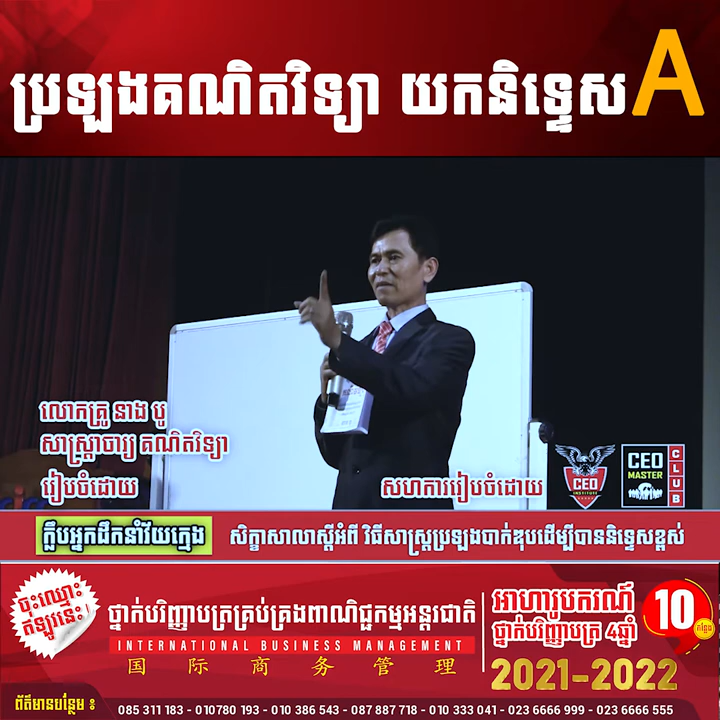 ប្រឡងគណិតវិទ្យា យកនិទ្ទេស A
លោកគ្រូ នាង បូ
សាស្ត្រាចារ្យ គណិតវិទ្យា
រៀបចំដោយ
សហការរៀបចំដោយ
CEO
INSTITUTE
CEO
MASTER
CLUB
ក្លឹបអ្នកដឹកនាំវ័យក្មេង
សិក្ខាសាលាស្តីអំពី វិធីសាស្ត្រប្រឡងបាក់ឌុបដើម្បីបាននិទ្ទេសខ្ពស់
ចុះឈ្មោះ
ឥឡូវនេះ!
ថ្នាក់បរិញ្ញាបត្រគ្រប់គ្រងពាណិជ្ជកម្មអន្តរជាតិ
INTERNATIONAL BUSINESS MANAGEMENT
国际商务管理
អាហារូបករណ៍
ថ្នាក់បរិញ្ញាបត្រ 4ឆ្នាំ
10
កន្លែង
2021-2022
ព័ត៌មានបន្ថែម ៖
085 311 183 - 010780 193 - 010 386 543 - 087 887 718 - 010 333 041 - 023 6666 999 - 023 6666 555